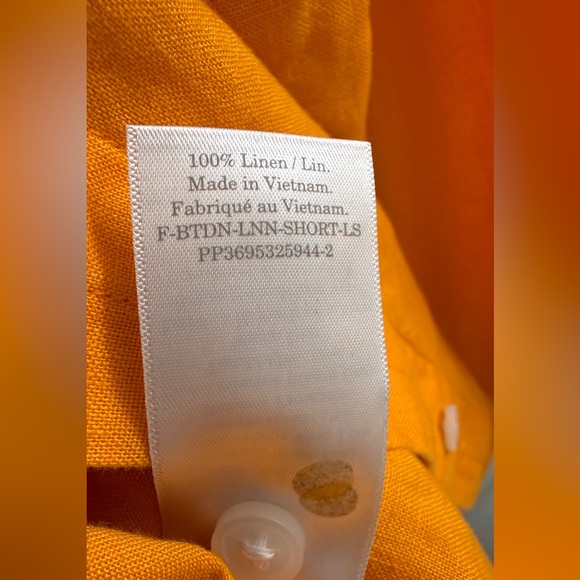 100% Linen / Lin.
Made in Vietnam.
Fabriqué au Vietnam.
F-BTDN-LNN-SHORT-LS
PP3695325944-2